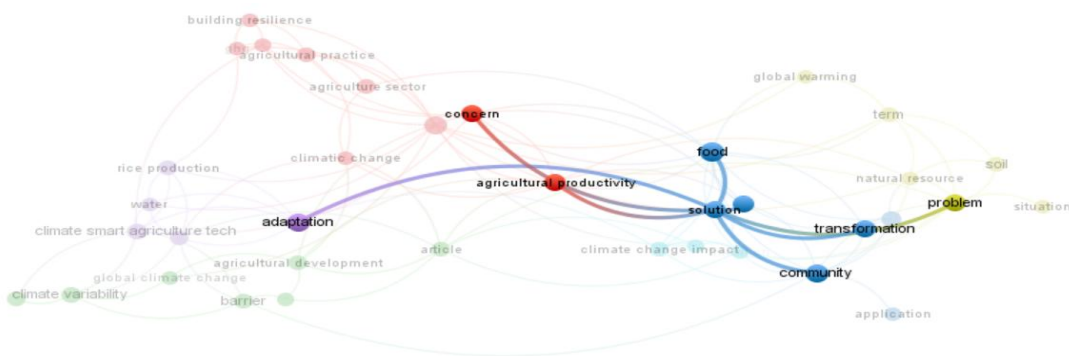 building resilience
agricultural practice
agriculture sector
global warming
concern
term
food
climatic change
soil
rice production
natural resource
agricultural productivity
water
problem
situation
solution
adaptation
transformation
climate smart agriculture tech
article
climate change impact
agricultural development
community
global climate change
climate variability
barrier
application